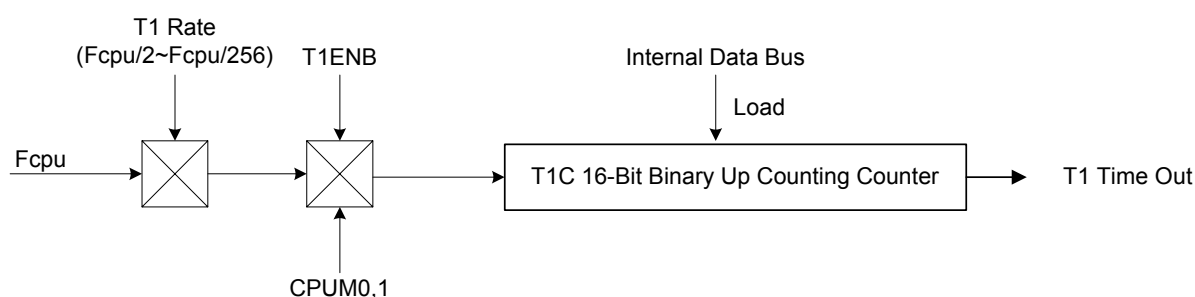 T1 Rate
(Fcpu/2~Fcpu/256)
T1ENB
Internal Data Bus
Load
Fcpu
T1C 16-Bit Binary Up Counting Counter
T1 Time Out
CPUM0,1